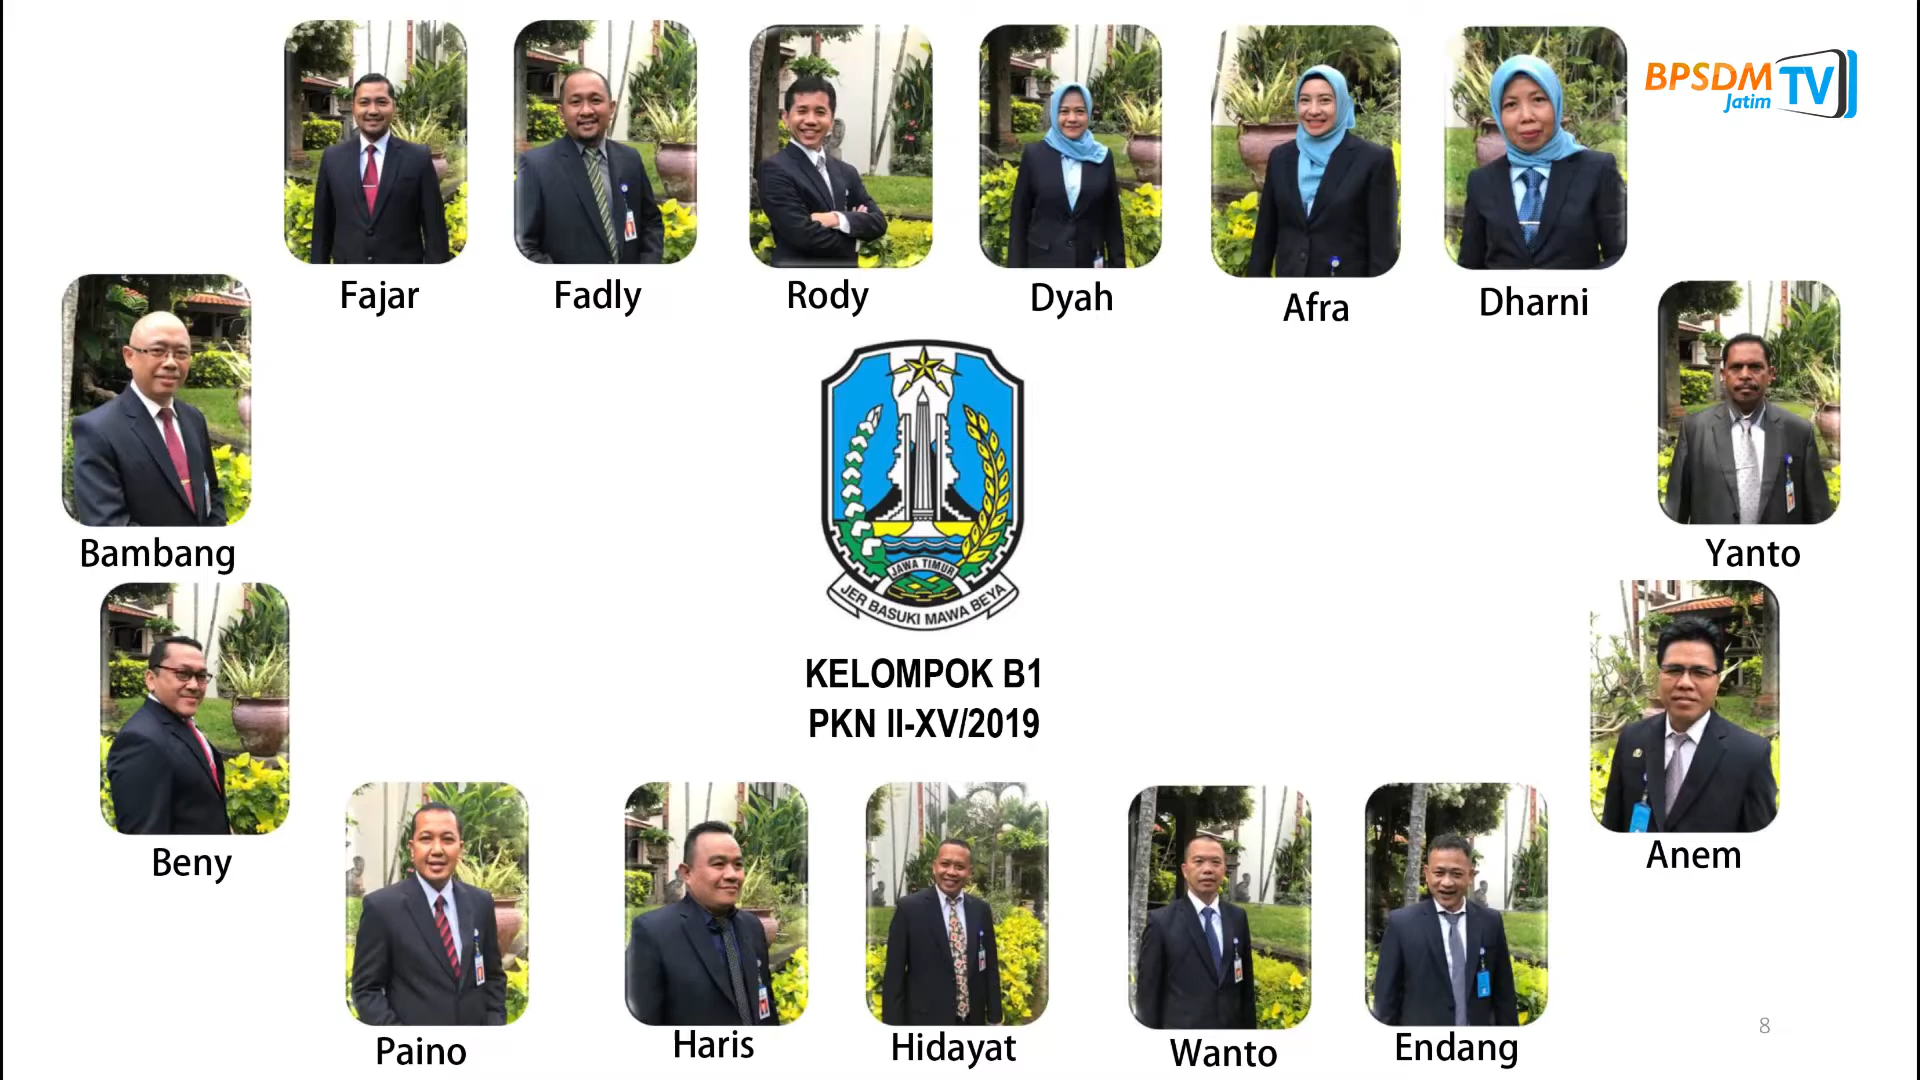 BPSDM TV
Jatim
Fajar
Fadly
Rody
Dyah
Afra
Dharni
Bambang
Yanto
JAWA TIMUR
JER BASUKI MAWA BEYA
KELOMPOK B1
PKN II-XV/2019
Beny
Anem
Paino
Haris
Hidayat
Wanto
Endang
8